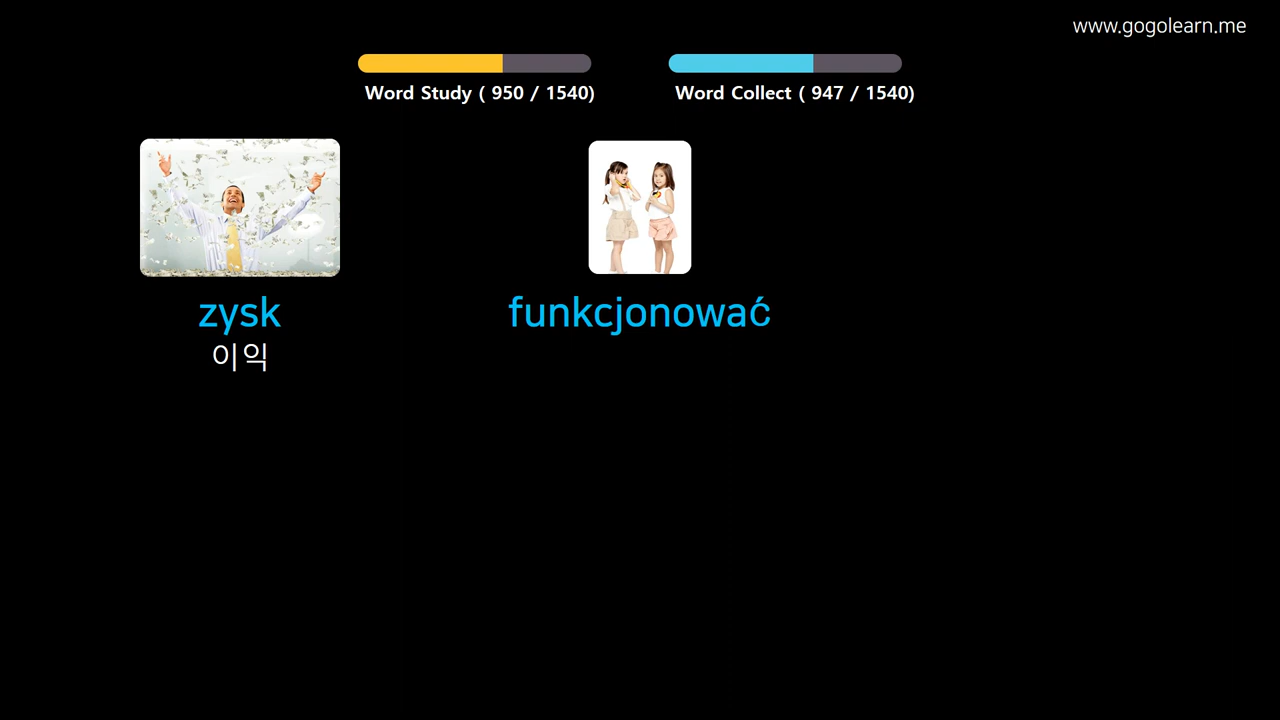 www.gogolearn.me
Word Study ( 950 / 1540)
Word Collect ( 947 / 1540)
zysk
이익
funkcjonować